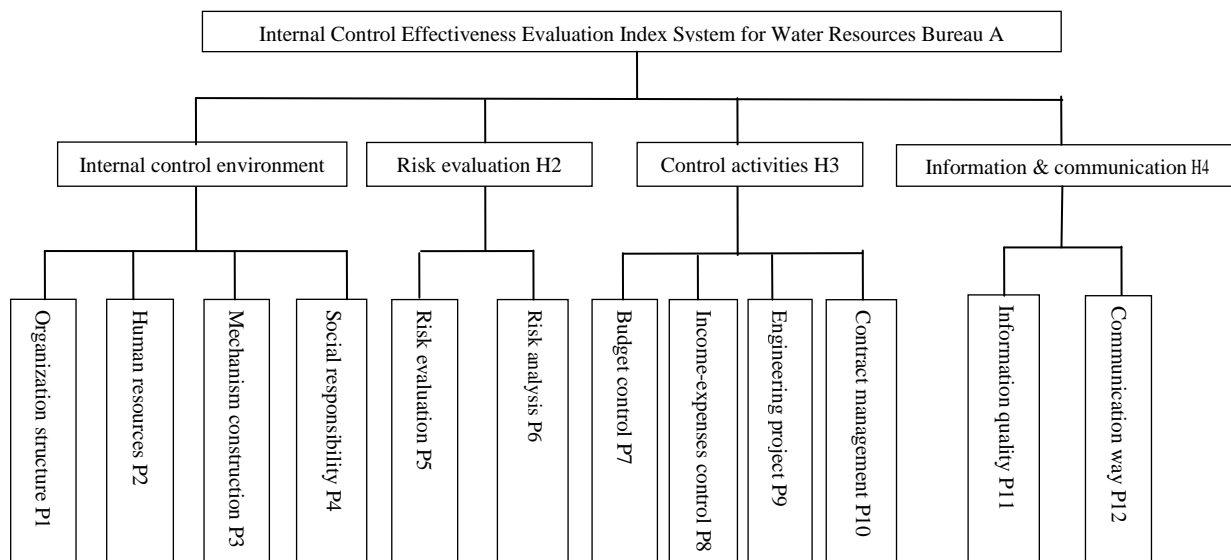 Internal Control Effectiveness Evaluation Index System for Water Resources Bureau A
Internal control environment
Risk evaluation H2
Control activities H3
Information & communication H4
Organization structure P1
Human resources P2
Mechanism construction P3
Social responsibility P4
Risk evaluation P5
Risk analysis P6
Budget control P7
Income-expenses control P8
Engineering project P9
Contract management P10
Information quality P11
Communication way P12